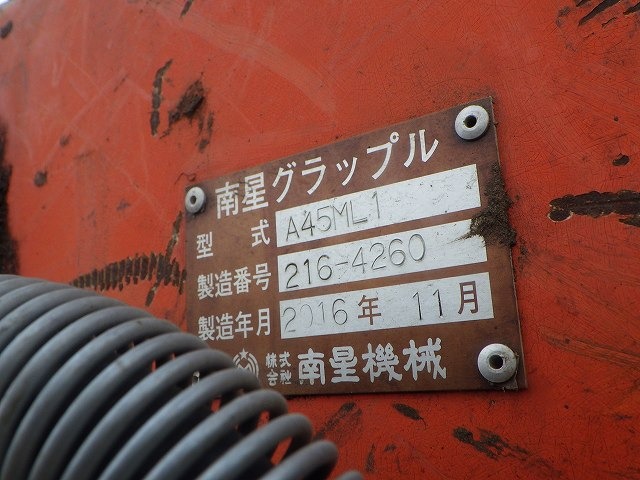 南星グラップル
型式 A45ML1
製造番号 216-4260
製造年月 2016年 11月
株式会社 南星機械